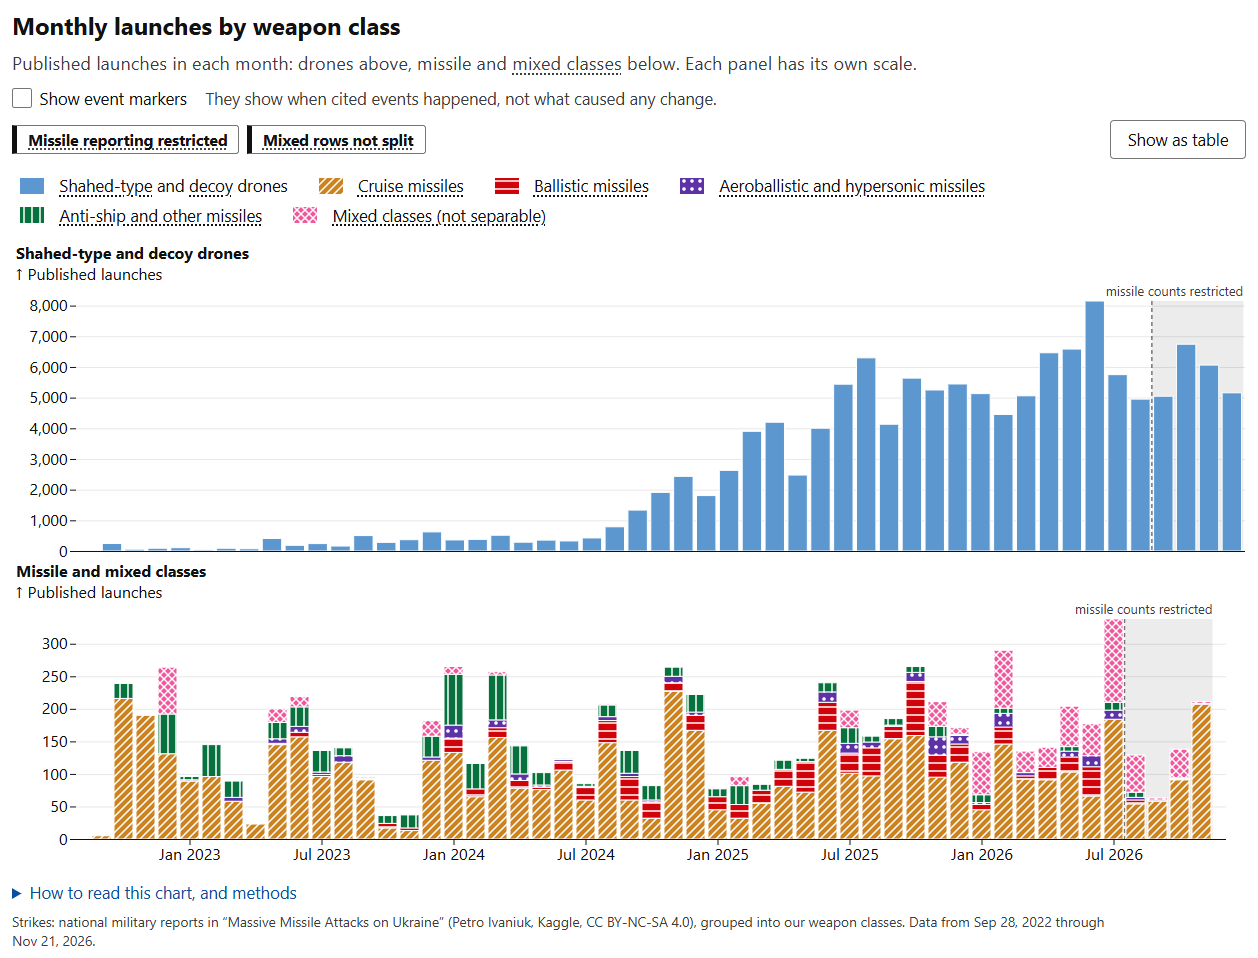 Monthly launches by weapon class
Published launches in each month: drones above, missile and mixed classes below. Each panel has its own scale.
Show event markers They show when cited events happened, not what caused any change.
Missile reporting restricted Mixed rows not split Show as table
Shahed-type and decoy drones Cruise missiles Ballistic missiles Aeroballistic and hypersonic missiles
Anti-ship and other missiles Mixed classes (not separable)
Shahed-type and decoy drones
↑ Published launches
missile counts restricted
8,000
7,000
6,000
5,000
4,000
3,000
2,000
1,000
0
Missile and mixed classes
↑ Published launches
missile counts restricted
300
250
200
150
100
50
0
Jan 2023 Jul 2023 Jan 2024 Jul 2024 Jan 2025 Jul 2025 Jan 2026 Jul 2026
How to read this chart, and methods
Strikes: national military reports in “Massive Missile Attacks on Ukraine” (Petro Ivaniuk, Kaggle, CC BY-NC-SA 4.0), grouped into our weapon classes. Data from Sep 28, 2022 through
Nov 21, 2026.